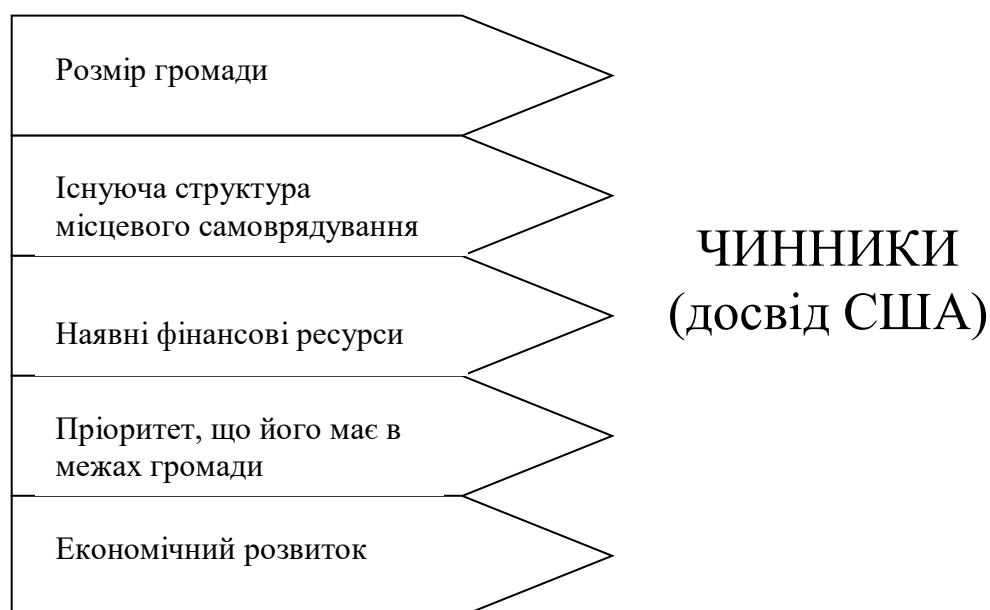 Розмір громади
Існуюча структура
місцевого самоврядування
Наявні фінансові ресурси
Пріоритет, що його має в
межах громади
Економічний розвиток
ЧИННИКИ
(досвід США)